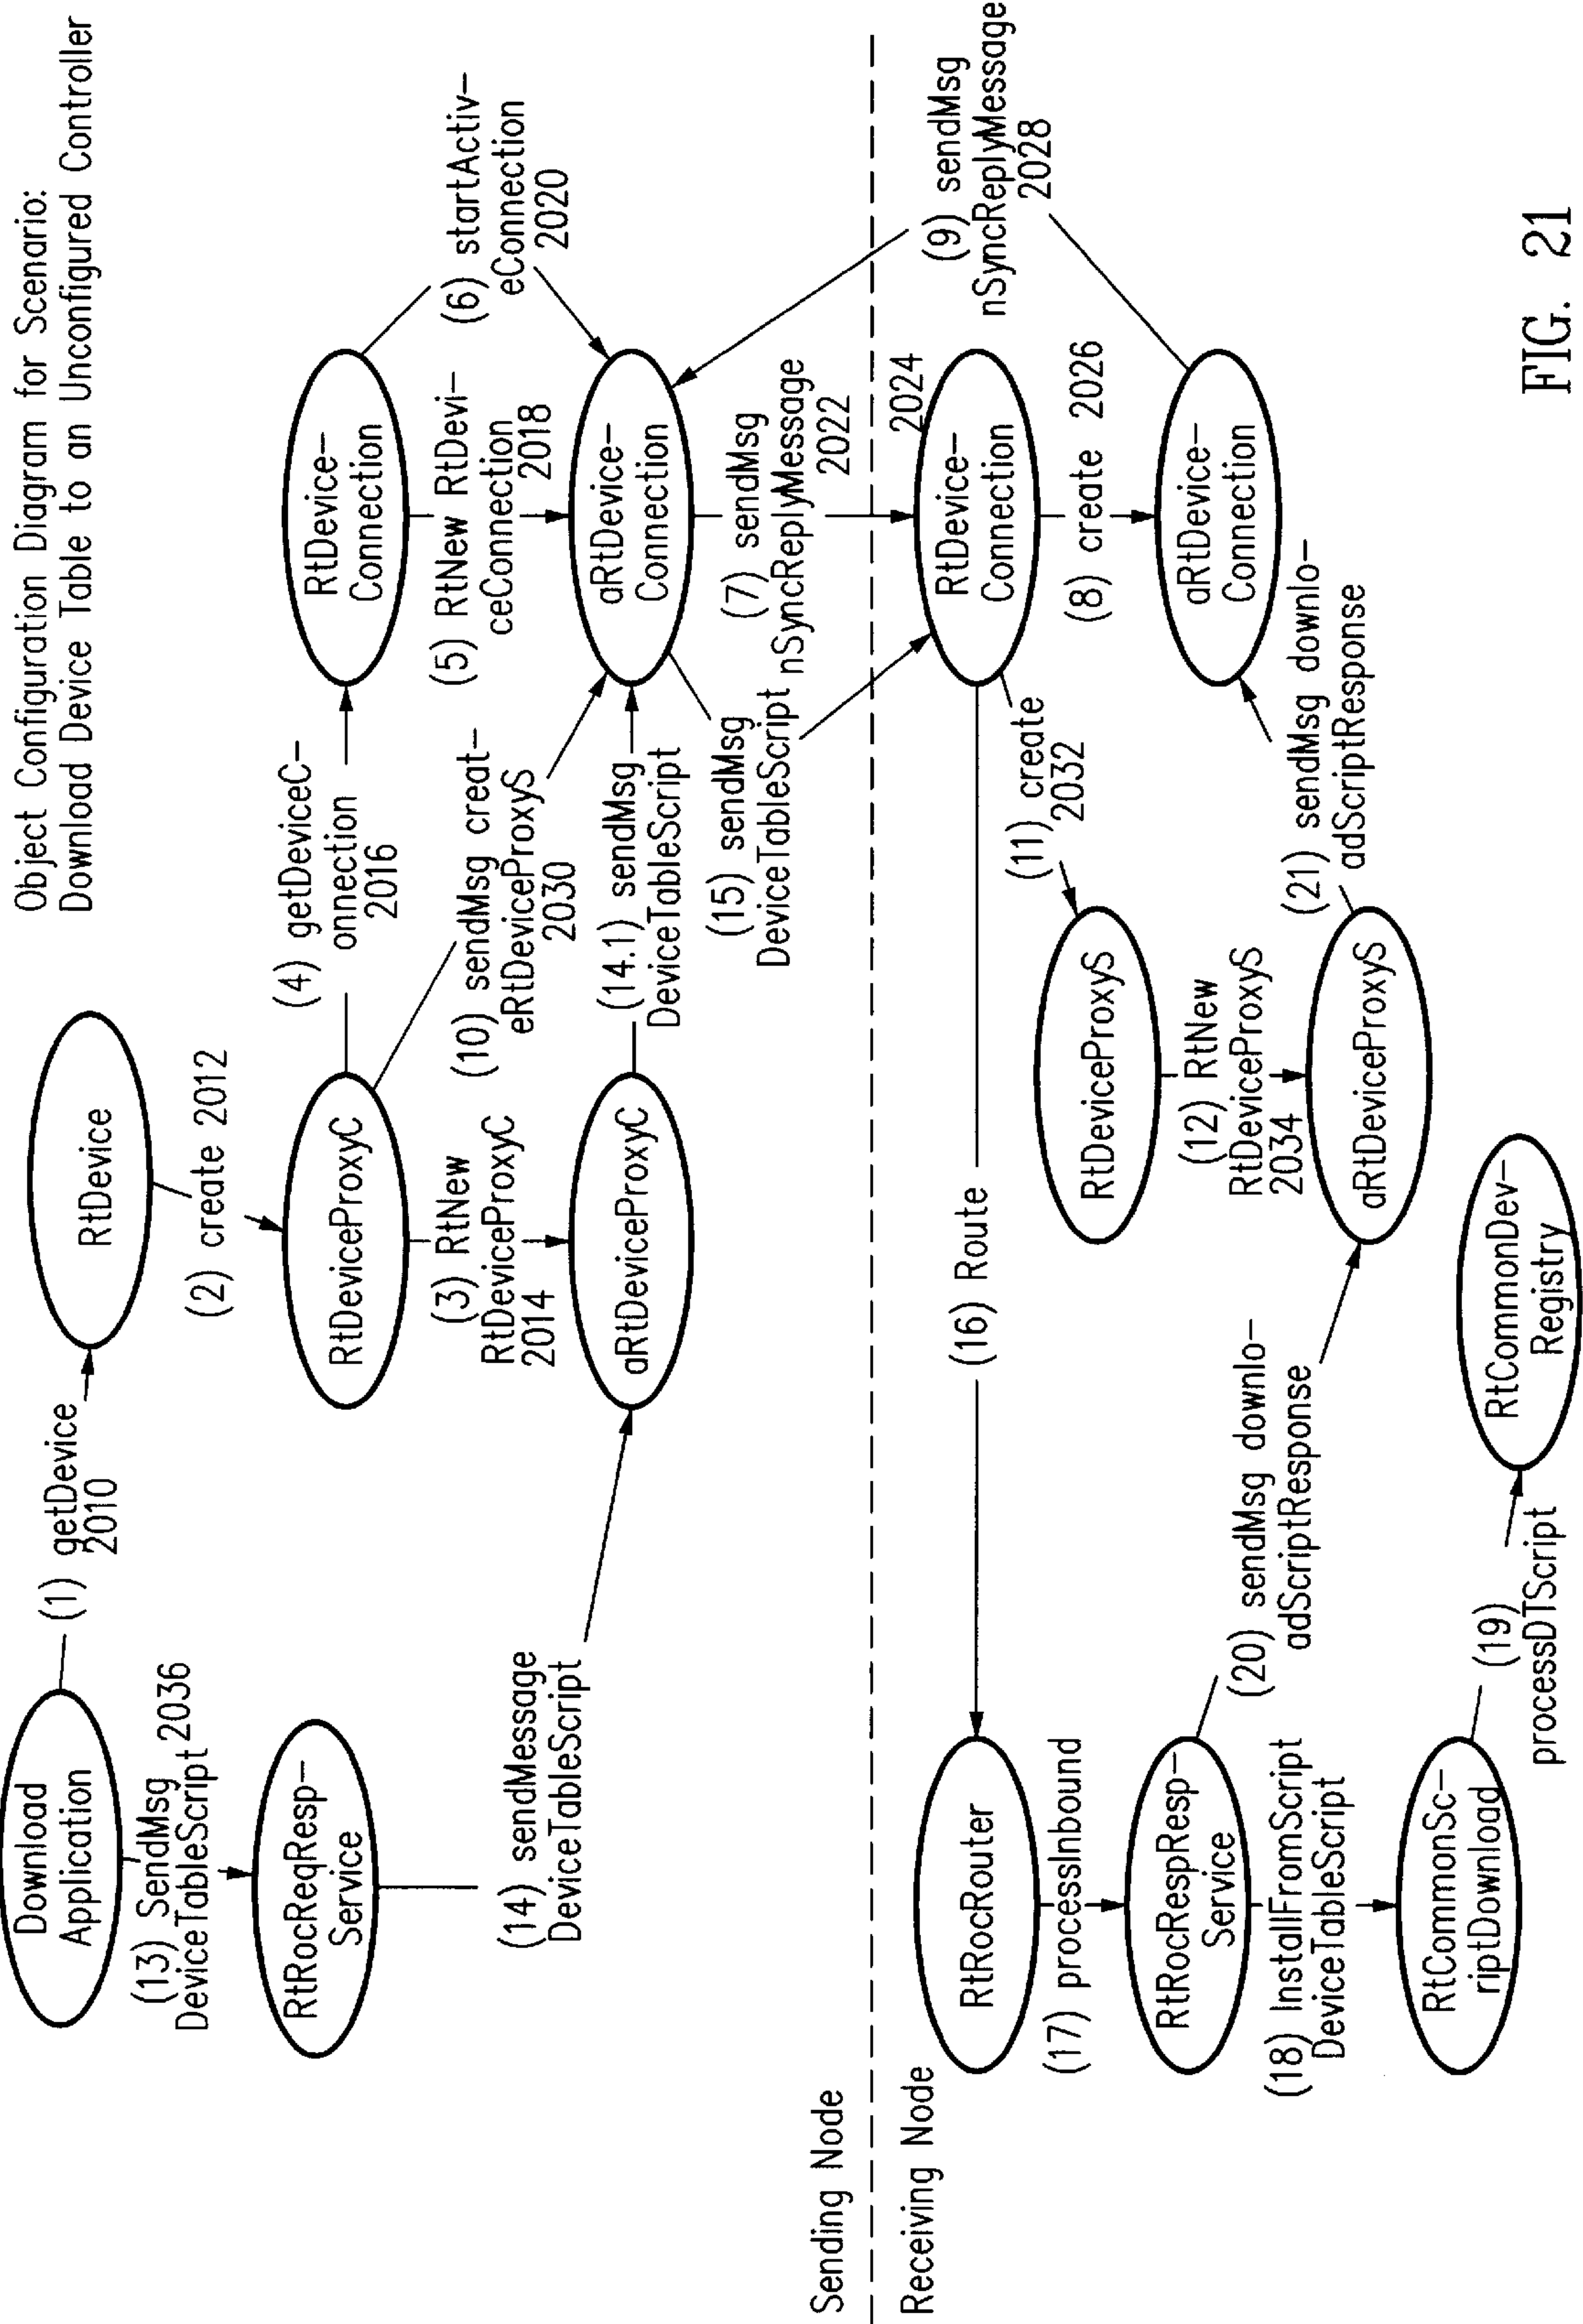 Object Configuration Diagram for Scenario:
Download Device Table to an Unconfigured Controller
Download
Application
(1) getDevice
2010
RtDevice
(13) SendMsg
DeviceTableScript 2036
(2) create 2012
RtRocReqResp-
Service
RtDeviceProxyC
(4) getDeviceC-
onnection
2016
RtDevice-
Connection
(6) startActiv-
eConnection
2020
(3) RtNew
RtDeviceProxyC
2014
(10) sendMsg creat-
eRtDeviceProxyS
2030
(5) RtNew RtDevi-
ceConnection
2018
(14) sendMessage
DeviceTableScript
aRtDeviceProxyC
(14.1) sendMsg
DeviceTableScript
aRtDevice-
Connection
(15) sendMsg
DeviceTableScript
(7) sendMsg
nSyncReplyMessage
2022
Sending Node
Receiving Node
(9) sendMsg
nSyncReplyMessage
2028
2024
RtRocRouter
(16) Route
RtDevice-
Connection
(11) create
2032
(8) create 2026
(17) processInbound
RtDeviceProxyS
RtRocRespResp-
Service
(20) sendMsg downlo-
adScriptResponse
(12) RtNew
RtDeviceProxyS
2034
aRtDevice-
Connection
(18) InstallFromScript
DeviceTableScript
aRtDeviceProxyS
(21) sendMsg downlo-
adScriptResponse
RtCommonSc-
riptDownload
(19)
processDTScript
RtCommonDev-
Registry
FIG. 21